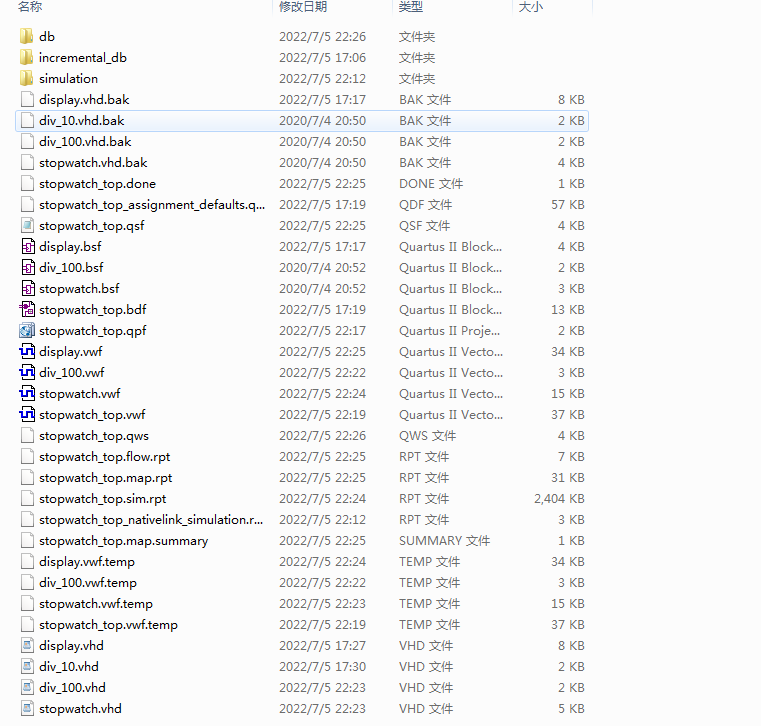 名称 修改日期 类型 大小
db 2022/7/5 22:26 文件夹
incremental_db 2022/7/5 17:06 文件夹
simulation 2022/7/5 22:12 文件夹
display.vhd.bak 2022/7/5 17:17 BAK 文件 8 KB
div_10.vhd.bak 2020/7/4 20:50 BAK 文件 2 KB
div_100.vhd.bak 2020/7/4 20:50 BAK 文件 2 KB
stopwatch.vhd.bak 2020/7/4 20:50 BAK 文件 4 KB
stopwatch_top.done 2022/7/5 22:25 DONE 文件 1 KB
stopwatch_top_assignment_defaults.q... 2022/7/5 17:19 QDF 文件 57 KB
stopwatch_top.qsf 2022/7/5 22:25 QSF 文件 4 KB
display.bsf 2022/7/5 17:17 Quartus II Block... 4 KB
div_100.bsf 2020/7/4 20:52 Quartus II Block... 2 KB
stopwatch.bsf 2020/7/4 20:52 Quartus II Block... 3 KB
stopwatch_top.bdf 2022/7/5 17:19 Quartus II Block... 13 KB
stopwatch_top.qpf 2022/7/5 22:17 Quartus II Proje... 2 KB
display.vwf 2022/7/5 22:25 Quartus II Vecto... 34 KB
div_100.vwf 2022/7/5 22:22 Quartus II Vecto... 3 KB
stopwatch.vwf 2022/7/5 22:24 Quartus II Vecto... 15 KB
stopwatch_top.vwf 2022/7/5 22:19 Quartus II Vecto... 37 KB
stopwatch_top.qws 2022/7/5 22:26 QWS 文件 4 KB
stopwatch_top.flow.rpt 2022/7/5 22:25 RPT 文件 7 KB
stopwatch_top.map.rpt 2022/7/5 22:25 RPT 文件 31 KB
stopwatch_top.sim.rpt 2022/7/5 22:24 RPT 文件 2,404 KB
stopwatch_top_nativelink_simulation.r... 2022/7/5 22:12 RPT 文件 3 KB
stopwatch_top.map.summary 2022/7/5 22:25 SUMMARY 文件 1 KB
display.vwf.temp 2022/7/5 22:24 TEMP 文件 34 KB
div_100.vwf.temp 2022/7/5 22:22 TEMP 文件 3 KB
stopwatch.vwf.temp 2022/7/5 22:23 TEMP 文件 15 KB
stopwatch_top.vwf.temp 2022/7/5 22:19 TEMP 文件 37 KB
display.vhd 2022/7/5 17:27 VHD 文件 8 KB
div_10.vhd 2022/7/5 17:30 VHD 文件 2 KB
div_100.vhd 2022/7/5 22:23 VHD 文件 2 KB
stopwatch.vhd 2022/7/5 22:23 VHD 文件 5 KB